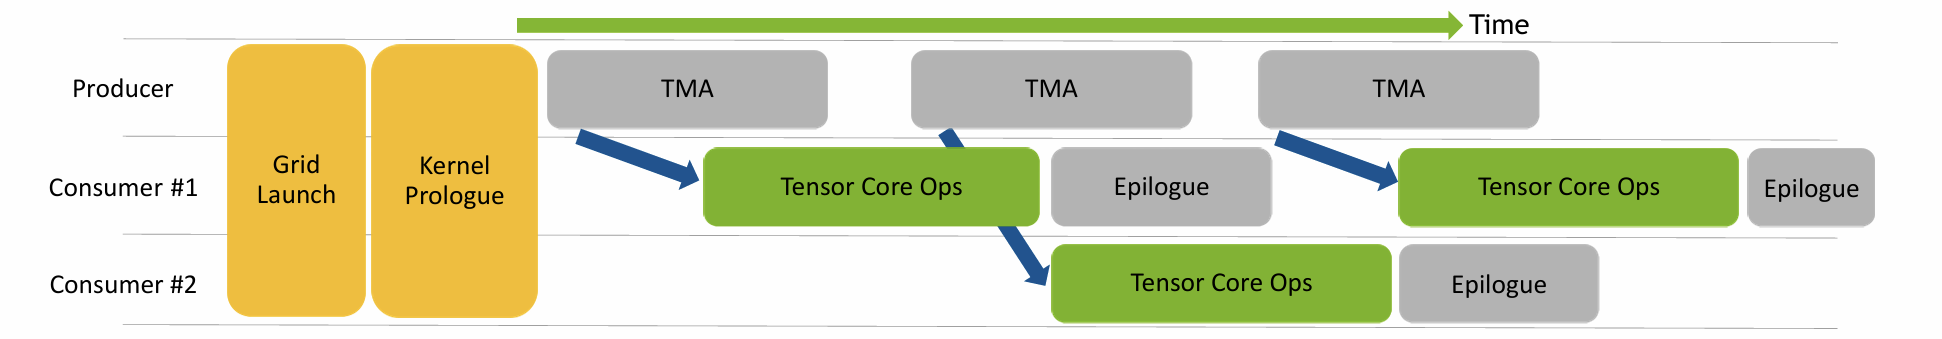 Time
Producer
TMA
TMA
TMA
Grid
Launch
Kernel
Prologue
Consumer #1
Tensor Core Ops
Epilogue
Tensor Core Ops
Epilogue
Consumer #2
Tensor Core Ops
Epilogue